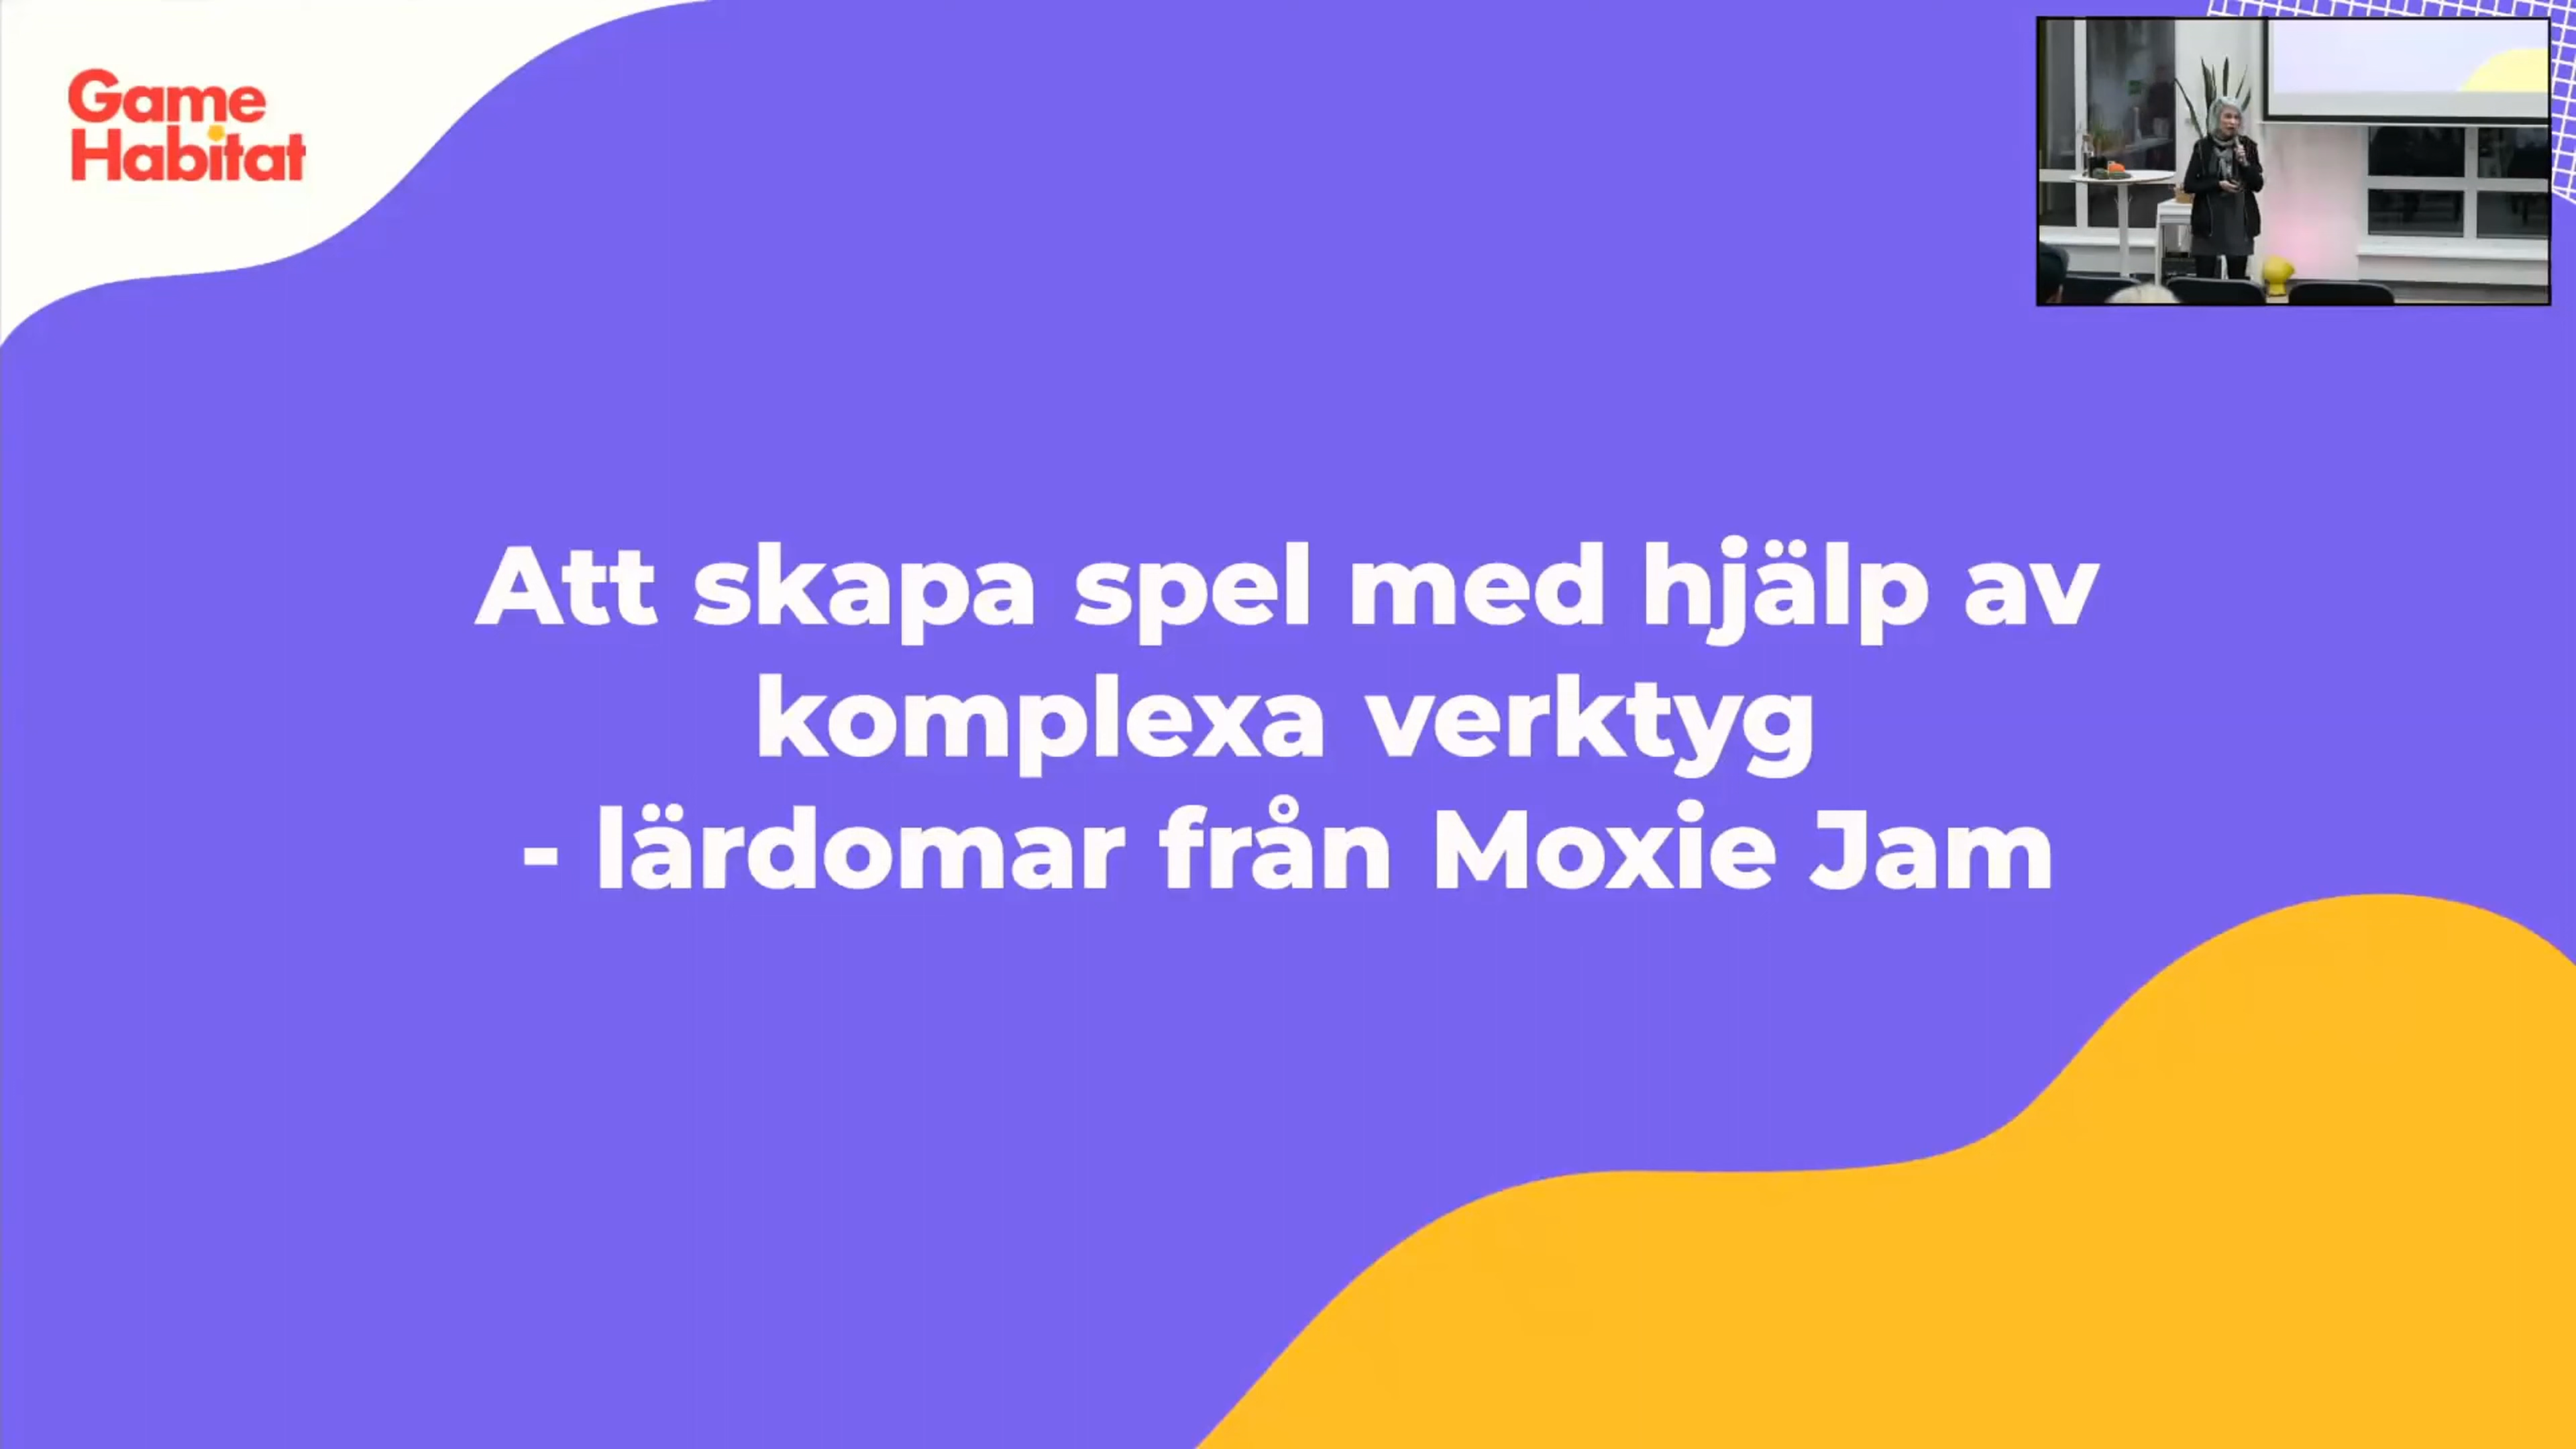 Game
Habitat
Att skapa spel med hjälp av
komplexa verktyg
- lärdomar från Moxie Jam